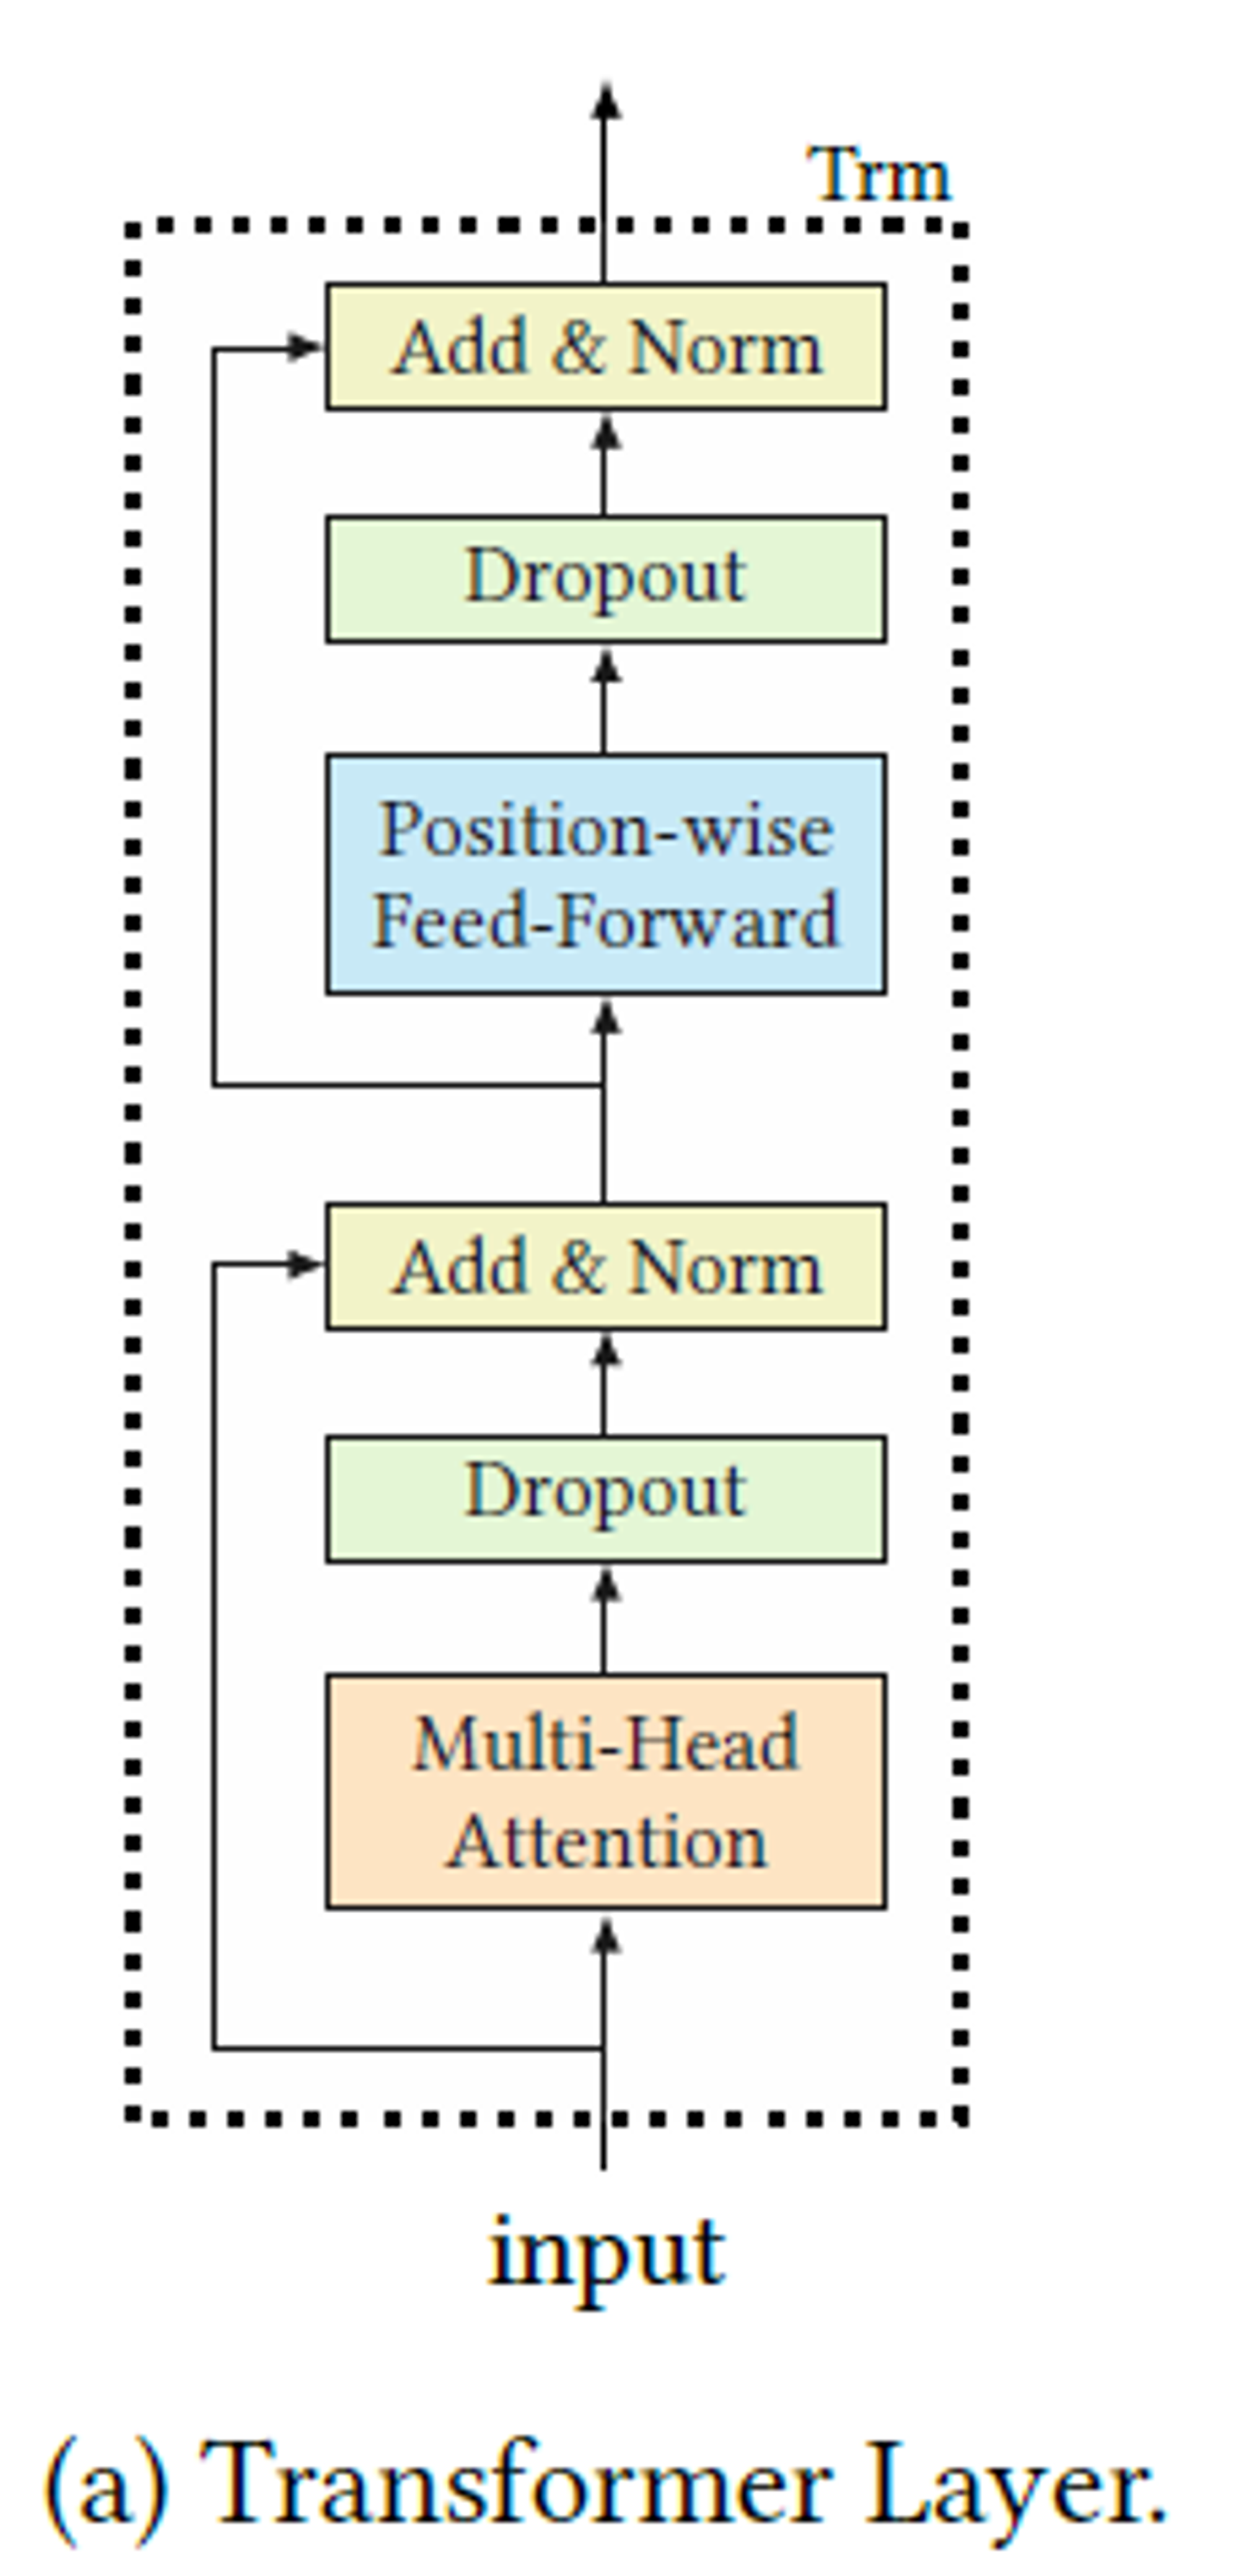 Trm
Add & Norm
Dropout
Position-wise
Feed-Forward
Add & Norm
Dropout
Multi-Head
Attention
input
(a) Transformer Layer.